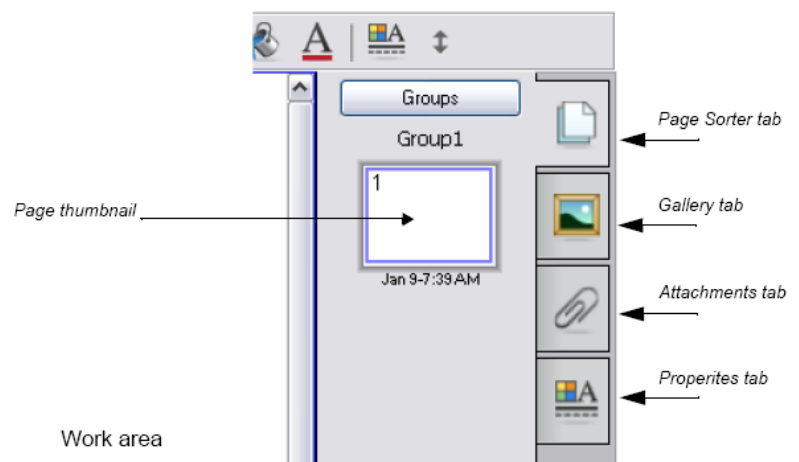 Groups
Group1
Page Sorter tab
1
Page thumbnail
Gallery tab
Jan 9-7:39 AM
Attachments tab
Properites tab
Work area